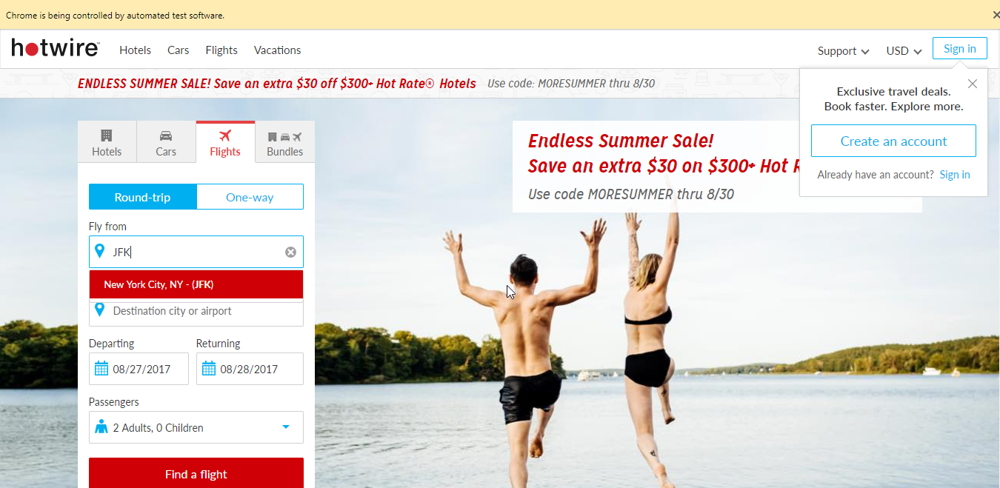 Chrome is being controlled by automated test software.
hotwire™ Hotels Cars Flights Vacations Support USD Sign in
ENDLESS SUMMER SALE! Save an extra $30 off $300+ Hot Rate® Hotels Use code: MORESUMMER thru 8/30
Exclusive travel deals.
Book faster. Explore more.
Create an account
Already have an account? Sign in
Hotels Cars Flights Bundles
Endless Summer Sale!
Save an extra $30 on $300+ Hot
Use code MORESUMMER thru 8/30
Round-trip One-way
Fly from
JFK
New York City, NY - (JFK)
Destination city or airport
Departing Returning
08/27/2017 08/28/2017
Passengers
2 Adults, 0 Children
Find a flight